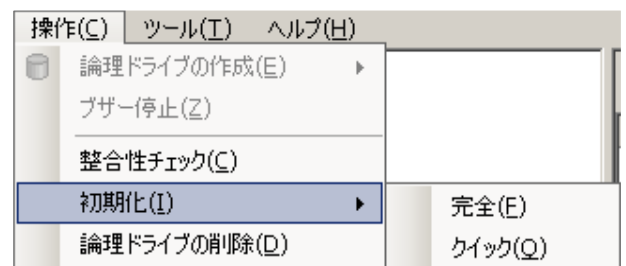 操作(C) ツール(T) ヘルプ(H)
論理ドライブの作成(E)
ブザー停止(Z)
整合性チェック(C)
初期化(I)
完全(F)
論理ドライブの削除(D)
クイック(Q)